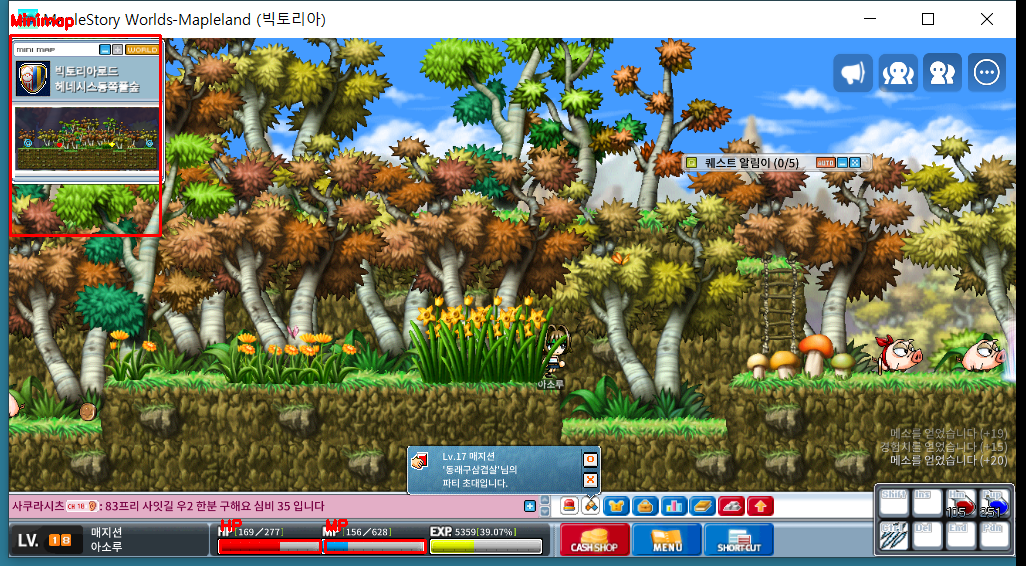 MapleStory Worlds-Mapleland (빅토리아)
Minimap
MINI MAP
WORLD
빅토리아로드
헤네시스동쪽풀숲
퀘스트 알림이 (0/5)
AUTO
아소루
메소를 얻었습니다 (+19)
경험치를 얻었습니다 (+15)
메소를 얻었습니다 (+20)
Lv.17 매지션
'동래구삼겹살'님의
파티 초대입니다.
사쿠라시츠 CH 18 : 83프리 사잇길 우2 한분 구해요 심비 35 입니다
LV. 18
매지션
아소루
HP
HP [169/277]
MP
MP [156/628]
EXP. 5359[39.07%]
CASH SHOP
MENU
SHORT-CUT
Shift Ins Hm Pup
105 351
Ctrl Del End Pdn